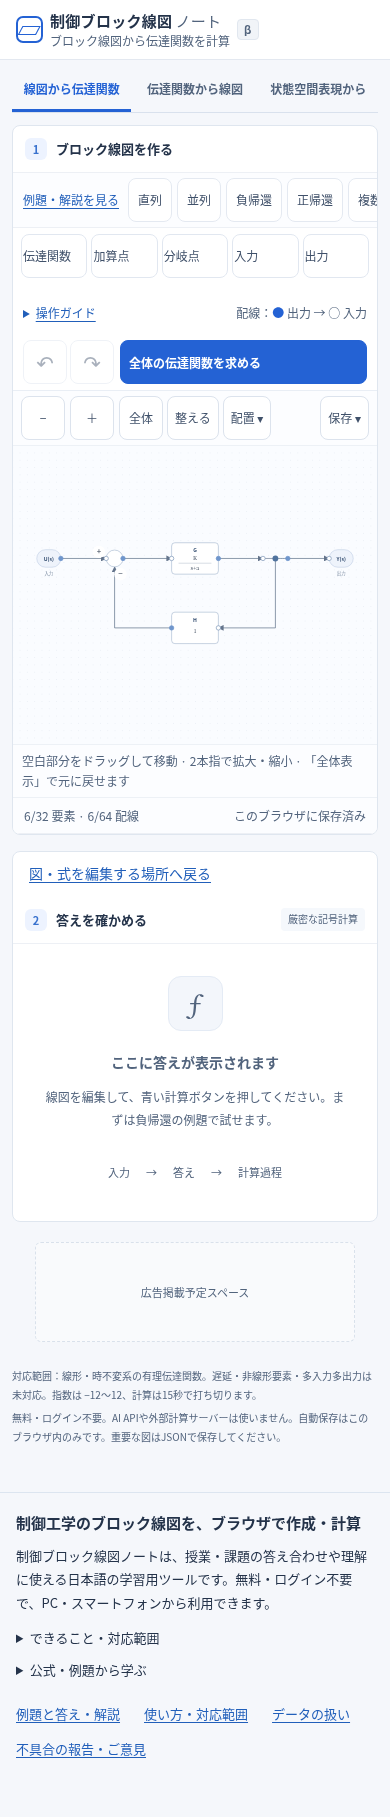 制御ブロック線図 ノート
ブロック線図から伝達関数を計算
β
線図から伝達関数 伝達関数から線図 状態空間表現から
1 ブロック線図を作る
例題・解説を見る 直列 並列 負帰還 正帰還 複数
伝達関数 加算点 分岐点 入力 出力
▶ 操作ガイド 配線：● 出力 → ○ 入力
↶ ↷ 全体の伝達関数を求める
− ＋ 全体 整える 配置 ▾ 保存 ▾
U(s) + − G Y(s)
入力 K 出力
s+1
H
1
空白部分をドラッグして移動 · 2本指で拡大・縮小 · 「全体表
示」で元に戻せます
6/32 要素 · 6/64 配線 このブラウザに保存済み
図・式を編集する場所へ戻る
2 答えを確かめる 厳密な記号計算
f
ここに答えが表示されます
線図を編集して、青い計算ボタンを押してください。ま
ずは負帰還の例題で試せます。
入力 → 答え → 計算過程
広告掲載予定スペース
対応範囲：線形・時不変系の有理伝達関数。遅延・非線形要素・多入力多出力は
未対応。指数は −12〜12、計算は15秒で打ち切ります。
無料・ログイン不要。AI APIや外部計算サーバーは使いません。自動保存はこの
ブラウザ内のみです。重要な図はJSONで保存してください。
制御工学のブロック線図を、ブラウザで作成・計算
制御ブロック線図ノートは、授業・課題の答え合わせや理解
に使える日本語の学習用ツールです。無料・ログイン不要
で、PC・スマートフォンから利用できます。
▶ できること・対応範囲
▶ 公式・例題から学ぶ
例題と答え・解説 使い方・対応範囲 データの扱い
不具合の報告・ご意見